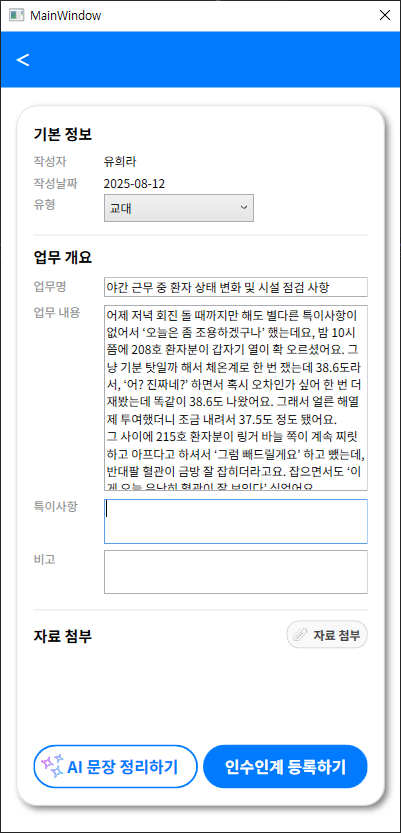 MainWindow
<
기본 정보
작성자 유희라
작성날짜 2025-08-12
유형 교대
업무 개요
업무명 야간 근무 중 환자 상태 변화 및 시설 점검 사항
업무 내용 어제 저녁 회진 돌 때까지만 해도 별다른 특이사항이
없어서 ‘오늘은 좀 조용하겠구나’ 했는데요, 밤 10시
쯤에 208호 환자분이 갑자기 열이 확 오르셨어요. 그
냥 기분 탓일까 해서 체온계로 한 번 쟀는데 38.6도라
서, ‘어? 진짜네?’ 하면서 혹시 오차인가 싶어 한 번 더
재봤는데 똑같이 38.6도 나왔어요. 그래서 얼른 해열
제 투여했더니 조금 내려서 37.5도 정도 됐어요.
그 사이에 215호 환자분이 링거 바늘 쪽이 계속 찌릿
하고 아프다고 하셔서 ‘그럼 빼드릴게요’ 하고 뺐는데,
반대팔 혈관이 금방 잘 잡히더라고요. 잡으면서도 ‘이
게 오늘 유난히 혈관이 잘 보인다’ 싶었어요
특이사항
비고
자료 첨부 자료 첨부
AI 문장 정리하기 인수인계 등록하기